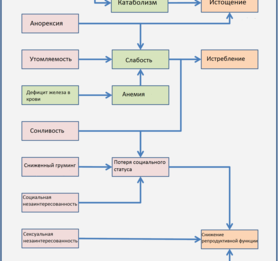 Катаболизм
Истощение
Анорексия
Утомляемость
Слабость
Истребление
Дефицит железа в
крови
Анемия
Сонливость
Сниженный груминг
Потеря социального
статуса
Социальная
незаинтересованность
Сексуальная
незаинтересованность
Снижение
репродуктивной функции